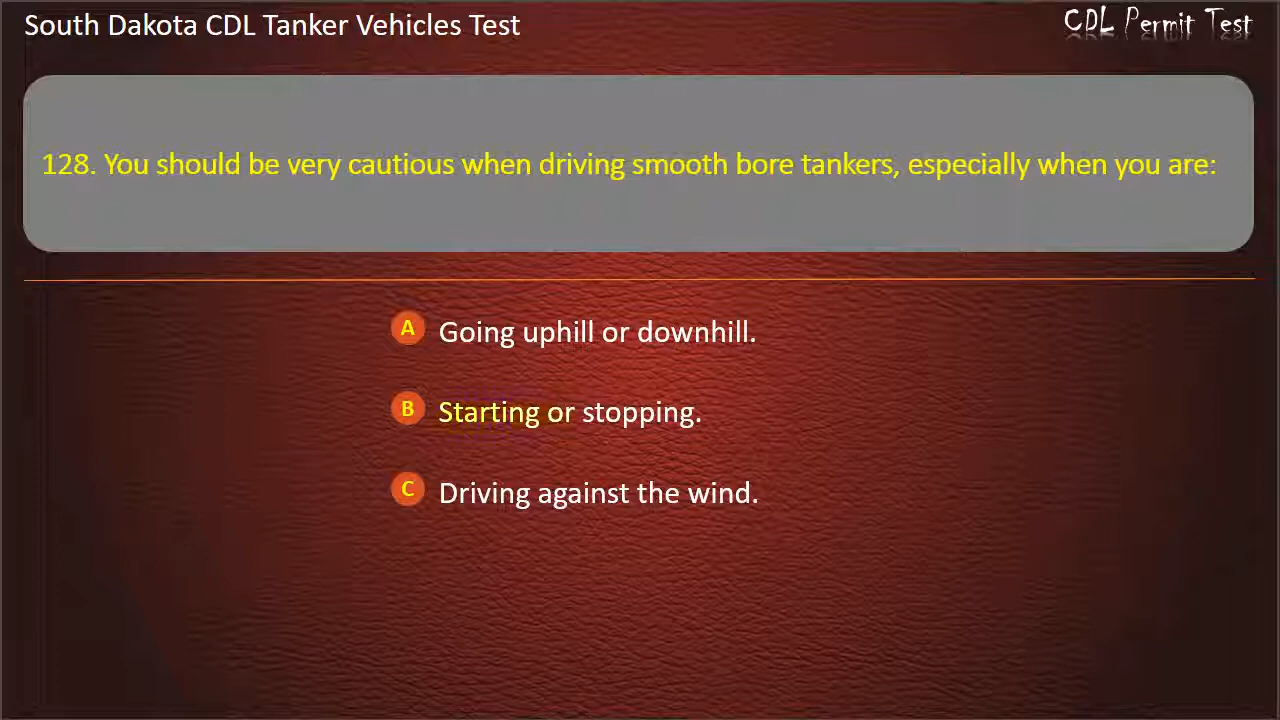 South Dakota CDL Tanker Vehicles Test
CDL Permit Test
128. You should be very cautious when driving smooth bore tankers, especially when you are:
A Going uphill or downhill.
B Starting or stopping.
C Driving against the wind.